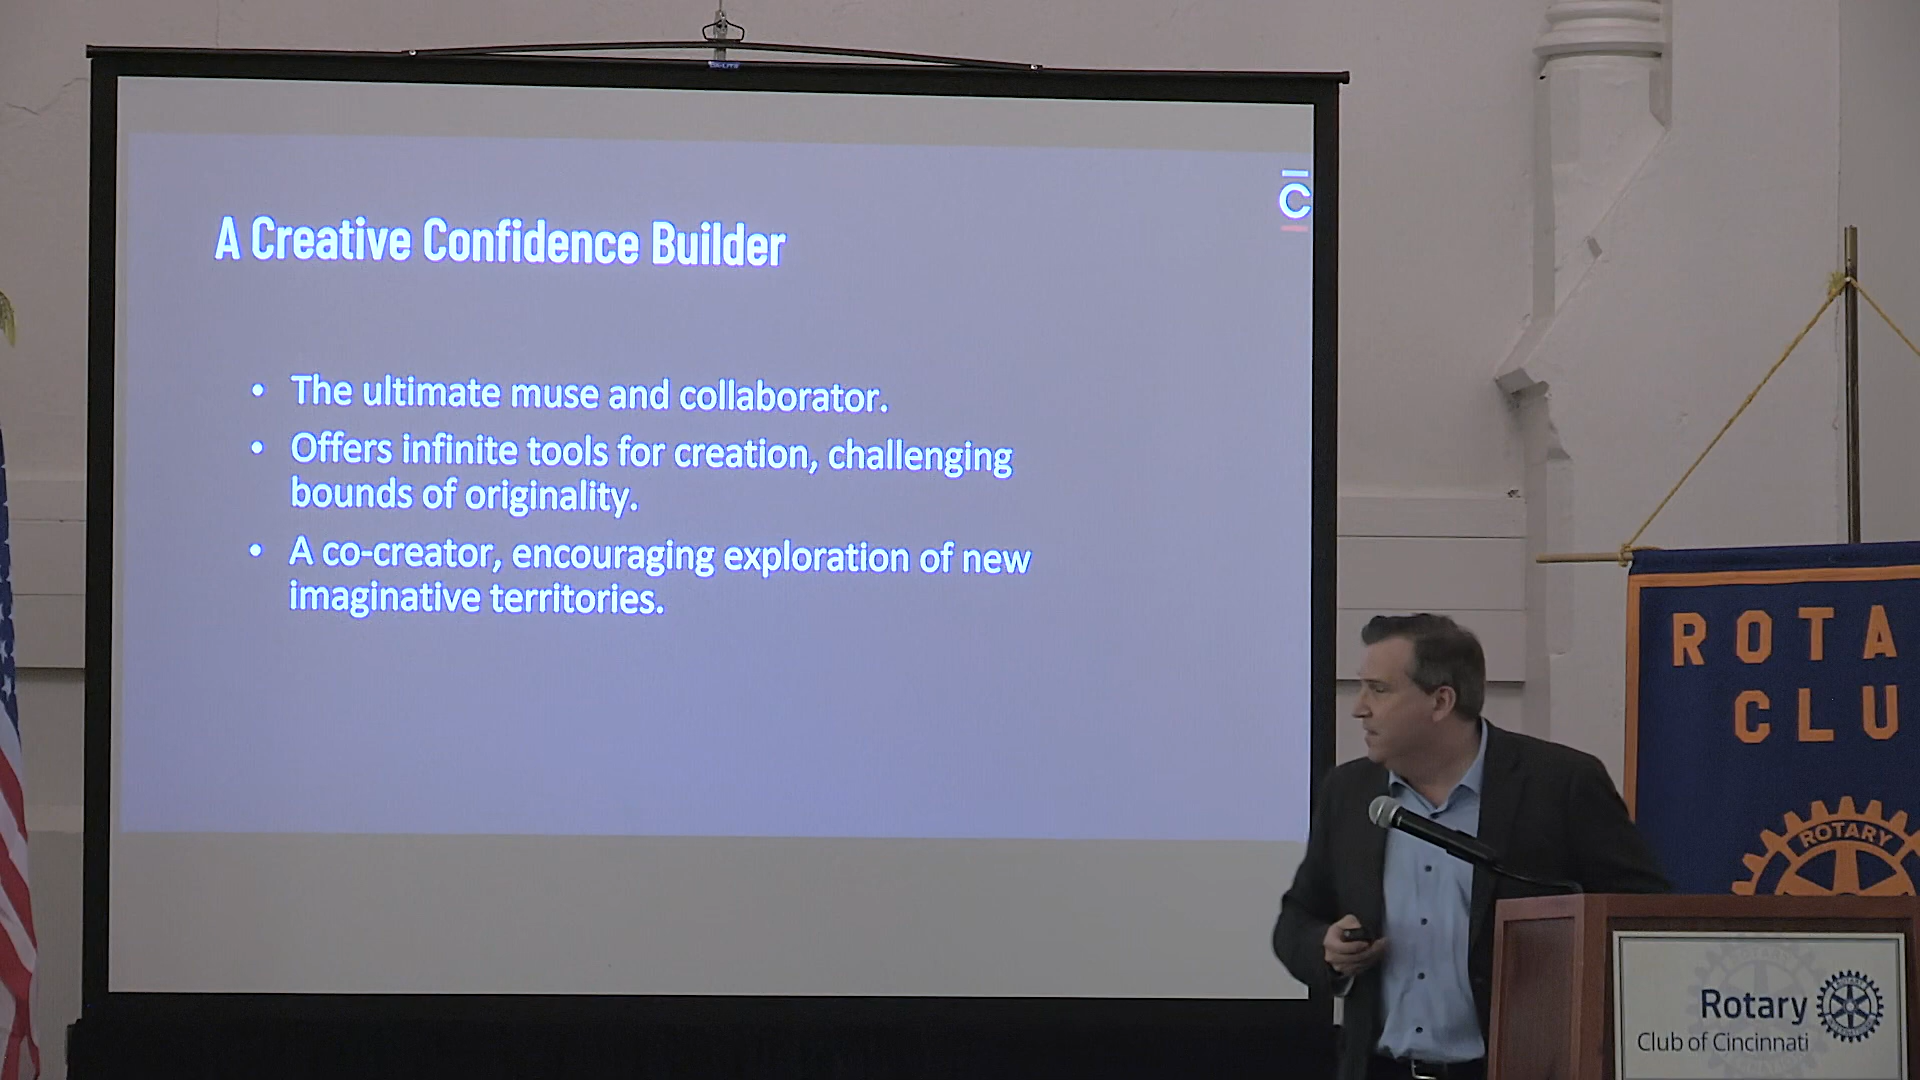 A Creative Confidence Builder
C
• The ultimate muse and collaborator.
• Offers infinite tools for creation, challenging
bounds of originality.
• A co-creator, encouraging exploration of new
imaginative territories.
ROTA
CLU
ROTARY
Rotary
Club of Cincinnati